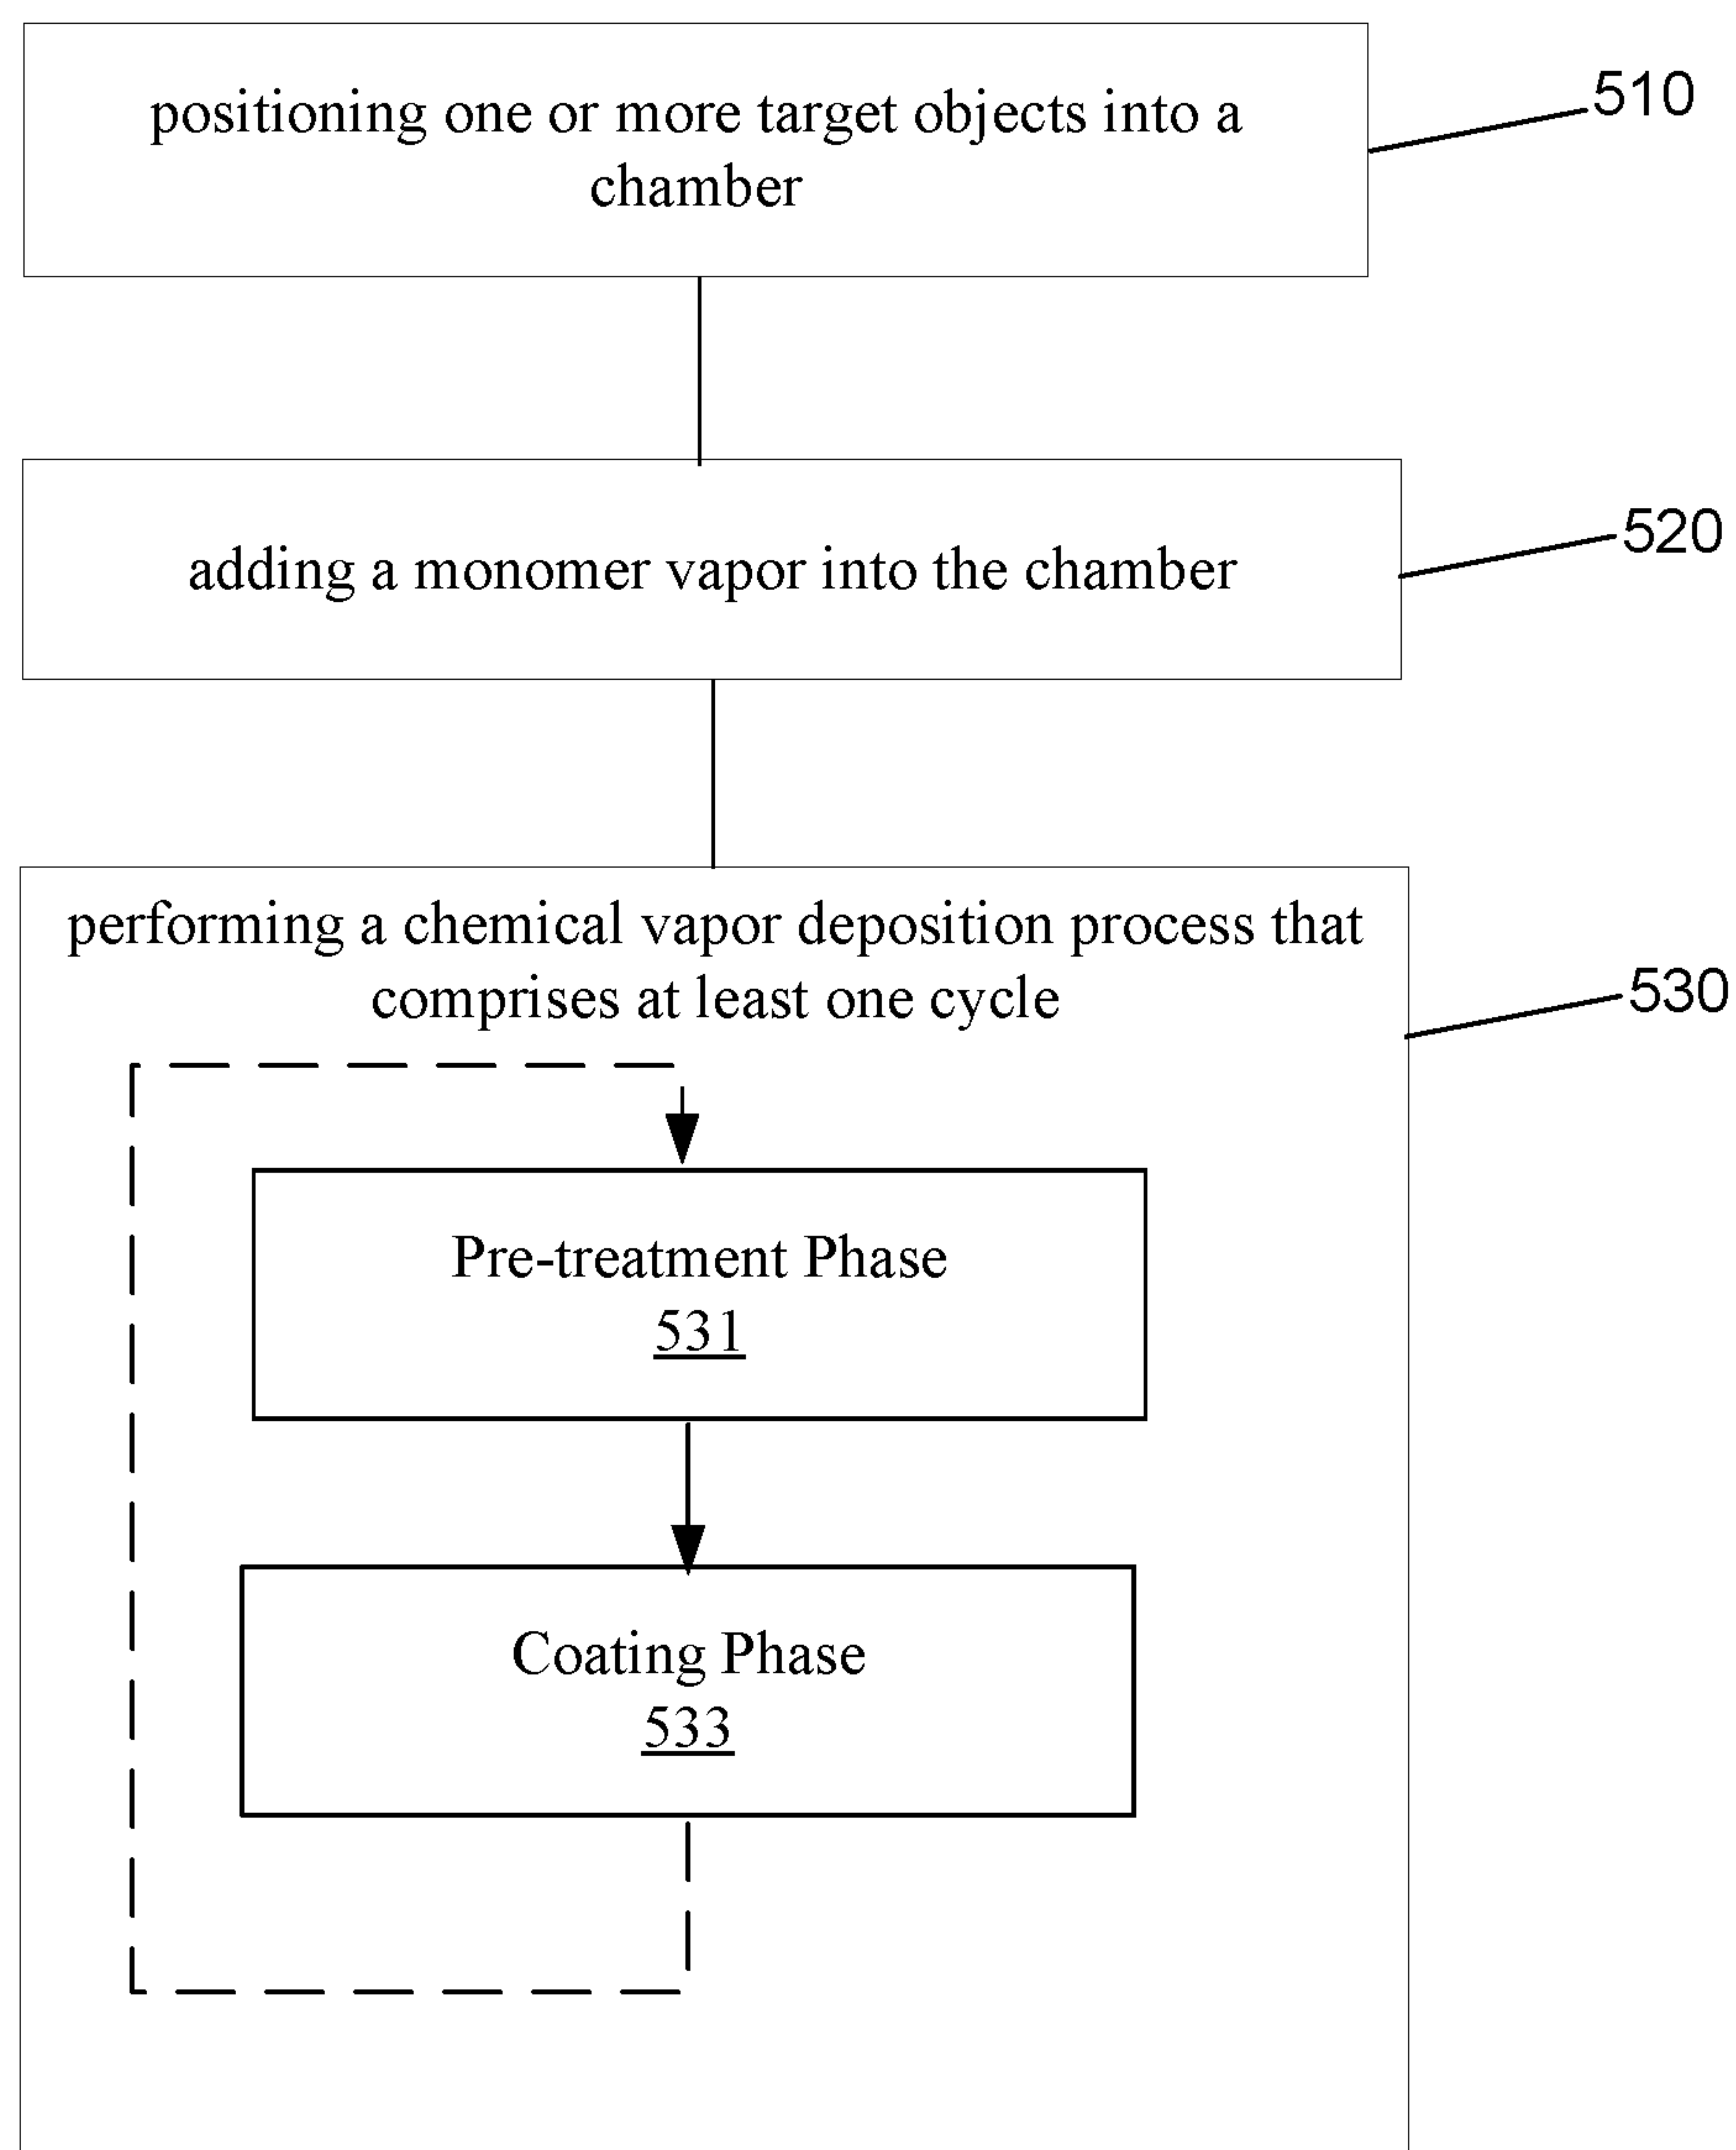 positioning one or more target objects into a
chamber
510
adding a monomer vapor into the chamber
520
performing a chemical vapor deposition process that
comprises at least one cycle
530
Pre-treatment Phase
531
Coating Phase
533